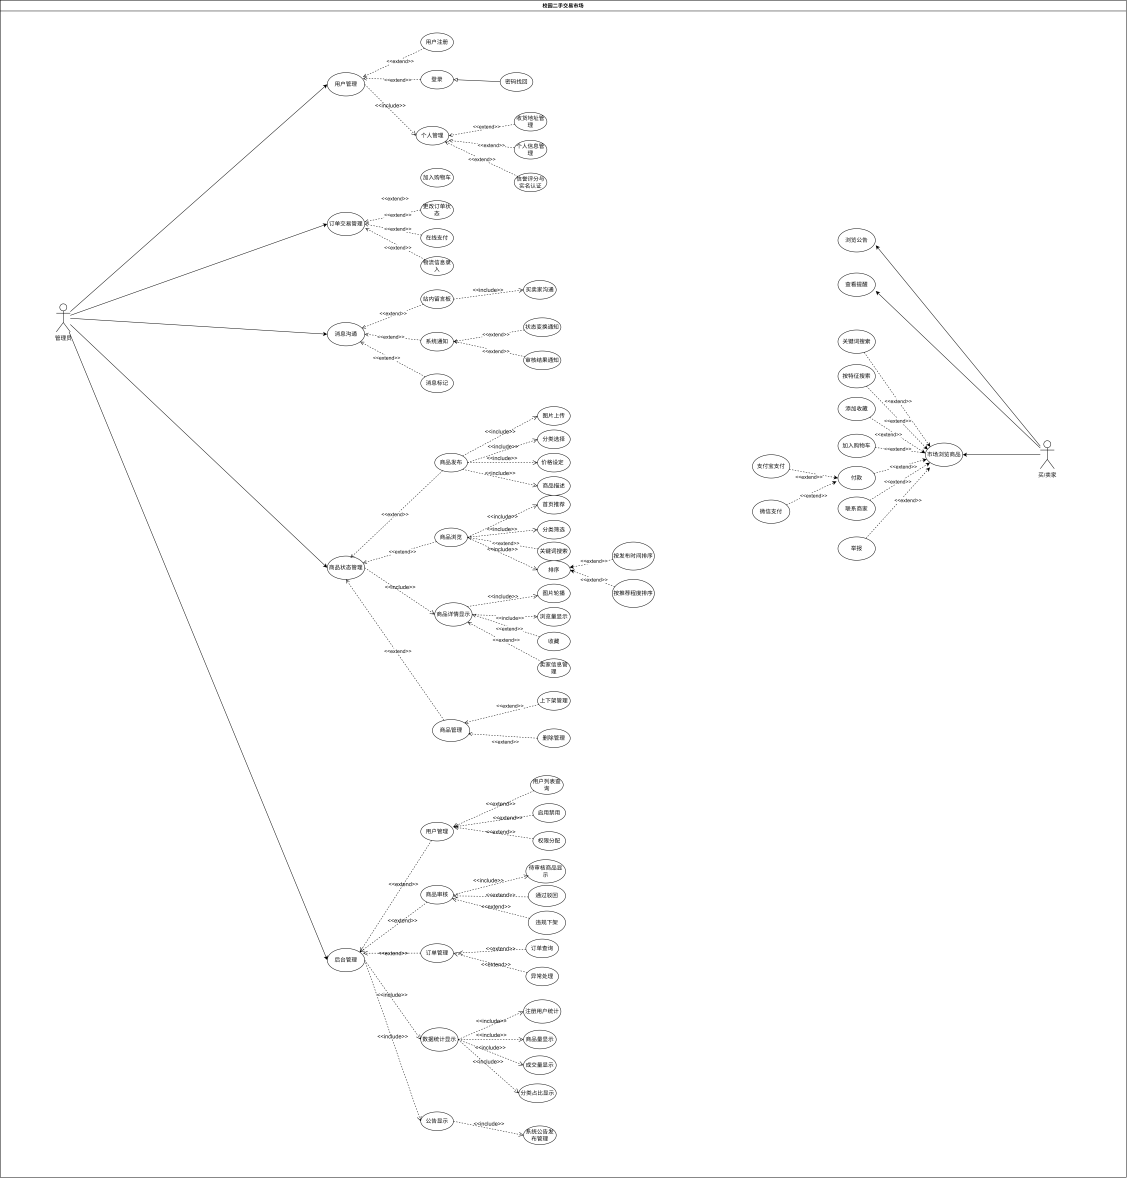 校园二手交易市场
用户注册
<<extend>>
用户管理
<<extend>>
登录
密码找回
<<include>>
个人管理
<<extend>>
收货地址管
理
<<extend>>
个人信息管
理
<<extend>>
实名认证
加入购物车
<<extend>>
订单交易管理
<<extend>>
更改订单状
态
在线支付
<<extend>>
物流信息录
入
管理员
站内留言板
<<include>>
买卖家沟通
<<extend>>
消息沟通
<<extend>>
系统通知
<<extend>>
状态变换通知
<<extend>>
审核结果通知
<<extend>>
消息标记
图片上传
<<include>>
<<include>>
分类选择
商品发布
<<include>>
价格设定
<<include>>
商品描述
<<extend>>
首页推荐
<<include>>
商品浏览
<<include>>
分类筛选
<<extend>>
<<extend>>
关键词搜索
<<include>>
排序
<<extend>>
按发布时间排序
<<extend>>
按推荐程度排序
商品状态管理
<<include>>
图片轮播
<<include>>
商品详情显示
<<include>>
浏览量显示
<<extend>>
收藏
<<extend>>
卖家信息管
理
<<extend>>
上下架管理
<<extend>>
商品管理
<<extend>>
删除管理
用户列表查
询
<<extend>>
用户管理
<<extend>>
启用禁用
<<extend>>
权限分配
<<extend>>
待审核商品显
示
<<include>>
商品审核
<<extend>>
通过驳回
<<extend>>
违规下架
<<extend>>
后台管理
<<extend>>
订单管理
<<extend>>
订单查询
<<extend>>
异常处理
<<include>>
注册用户统计
<<include>>
数据统计显示
<<include>>
商品量显示
<<include>>
成交量显示
<<include>>
分类占比显示
<<include>>
公告显示
<<include>>
系统公告发
布管理
浏览公告
查看提醒
关键词搜索
按特征搜索
<<extend>>
添加收藏
<<extend>>
加入购物车
<<extend>>
市场浏览商品
买/卖家
支付宝支付
<<extend>>
付款
<<extend>>
微信支付
<<extend>>
<<extend>>
联系商家
<<extend>>
举报